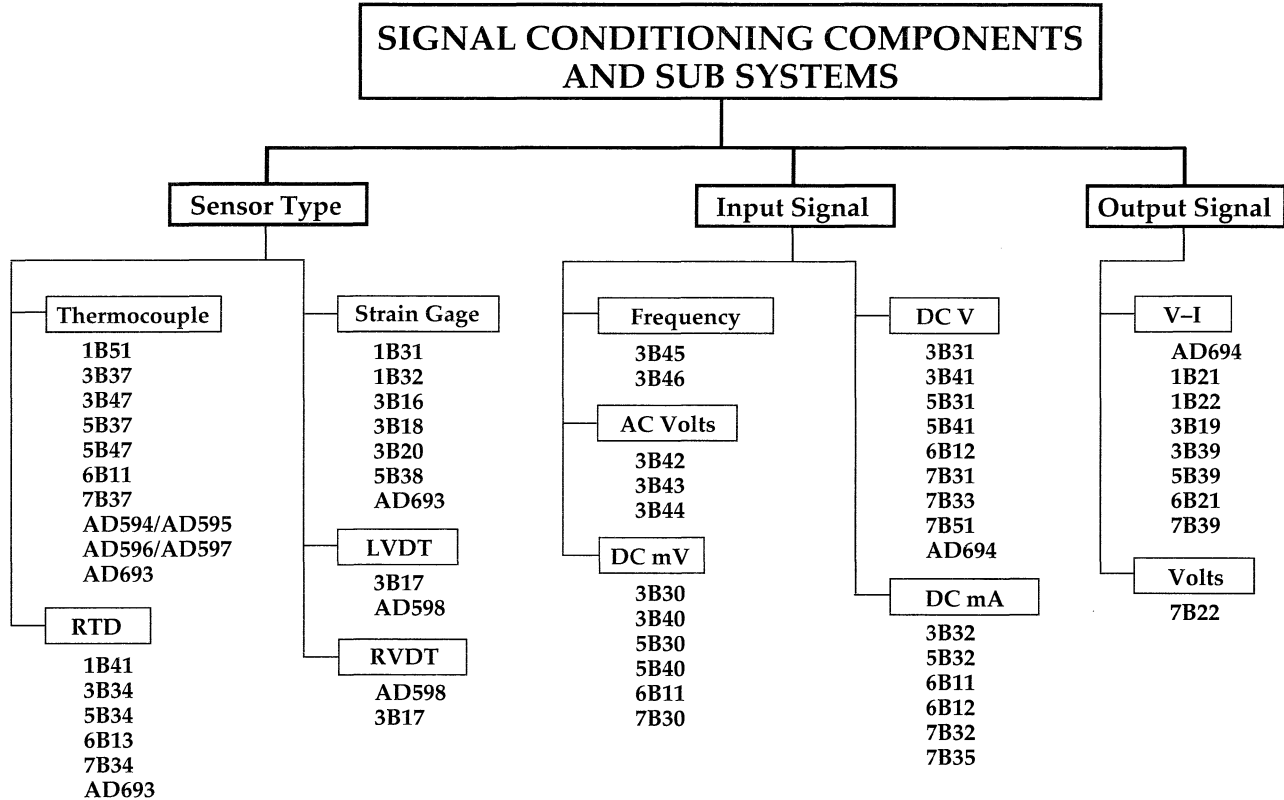 SIGNAL CONDITIONING COMPONENTS
AND SUB SYSTEMS
Sensor Type
Thermocouple
1B51
3B37
3B47
5B37
5B47
6B11
7B37
AD594/AD595
AD596/AD597
AD693
RTD
1B41
3B34
5B34
6B13
7B34
AD693
Strain Gage
1B31
1B32
3B16
3B18
3B20
5B38
AD693
LVDT
3B17
AD598
RVDT
AD598
3B17
Input Signal
Frequency
3B45
3B46
AC Volts
3B42
3B43
3B44
DC mV
3B30
3B40
5B30
5B40
6B11
7B30
DC V
3B31
3B41
5B31
5B41
6B12
7B31
7B33
7B51
AD694
DC mA
3B32
5B32
6B11
6B12
7B32
7B35
Output Signal
V–I
AD694
1B21
1B22
3B19
3B39
5B39
6B21
7B39
Volts
7B22